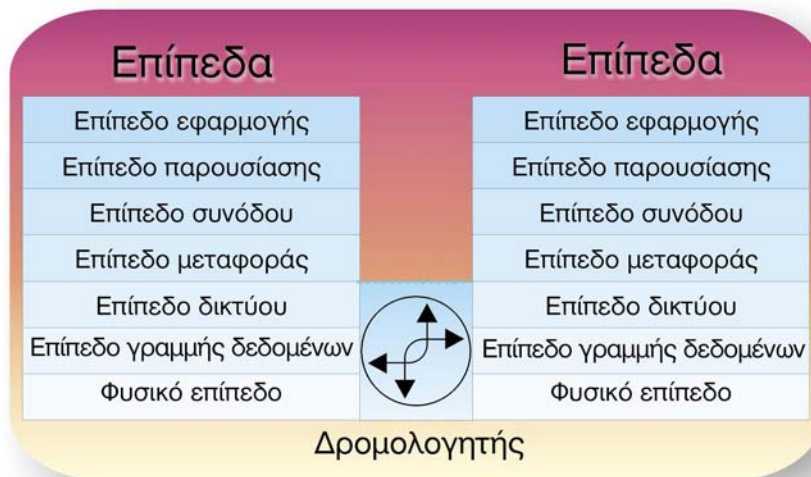 Επίπεδα
Επίπεδο εφαρμογής
Επίπεδο παρουσίασης
Επίπεδο συνόδου
Επίπεδο μεταφοράς
Επίπεδο δικτύου
Επίπεδο γραμμής δεδομένων
Φυσικό επίπεδο
Επίπεδα
Επίπεδο εφαρμογής
Επίπεδο παρουσίασης
Επίπεδο συνόδου
Επίπεδο μεταφοράς
Επίπεδο δικτύου
Επίπεδο γραμμής δεδομένων
Φυσικό επίπεδο
Δρομολογητής